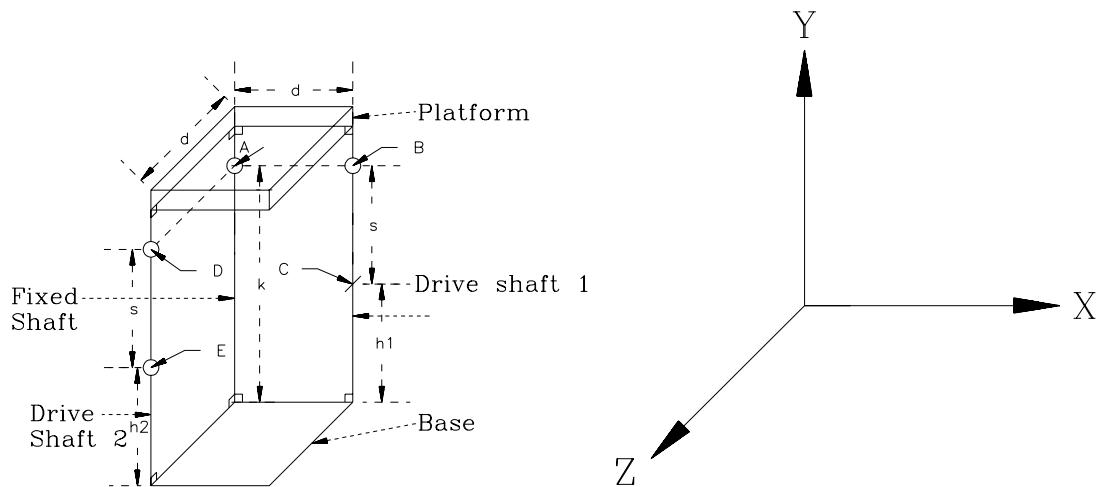 d
Platform
d
A
B
s
D
C
k
Drive shaft 1
Fixed
Shaft
s
h1
E
Drive
Shaft 2
h2
Base
Y
X
Z